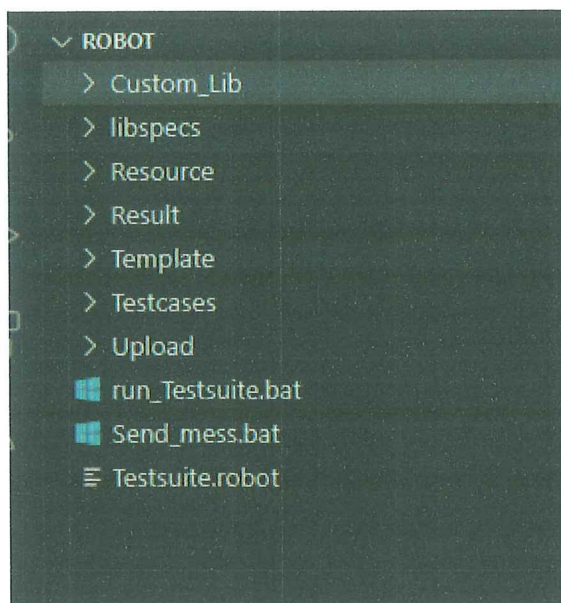 ROBOT
Custom_Lib
libspecs
Resource
Result
Template
Testcases
Upload
run_Testsuite.bat
Send_mess.bat
Testsuite.robot